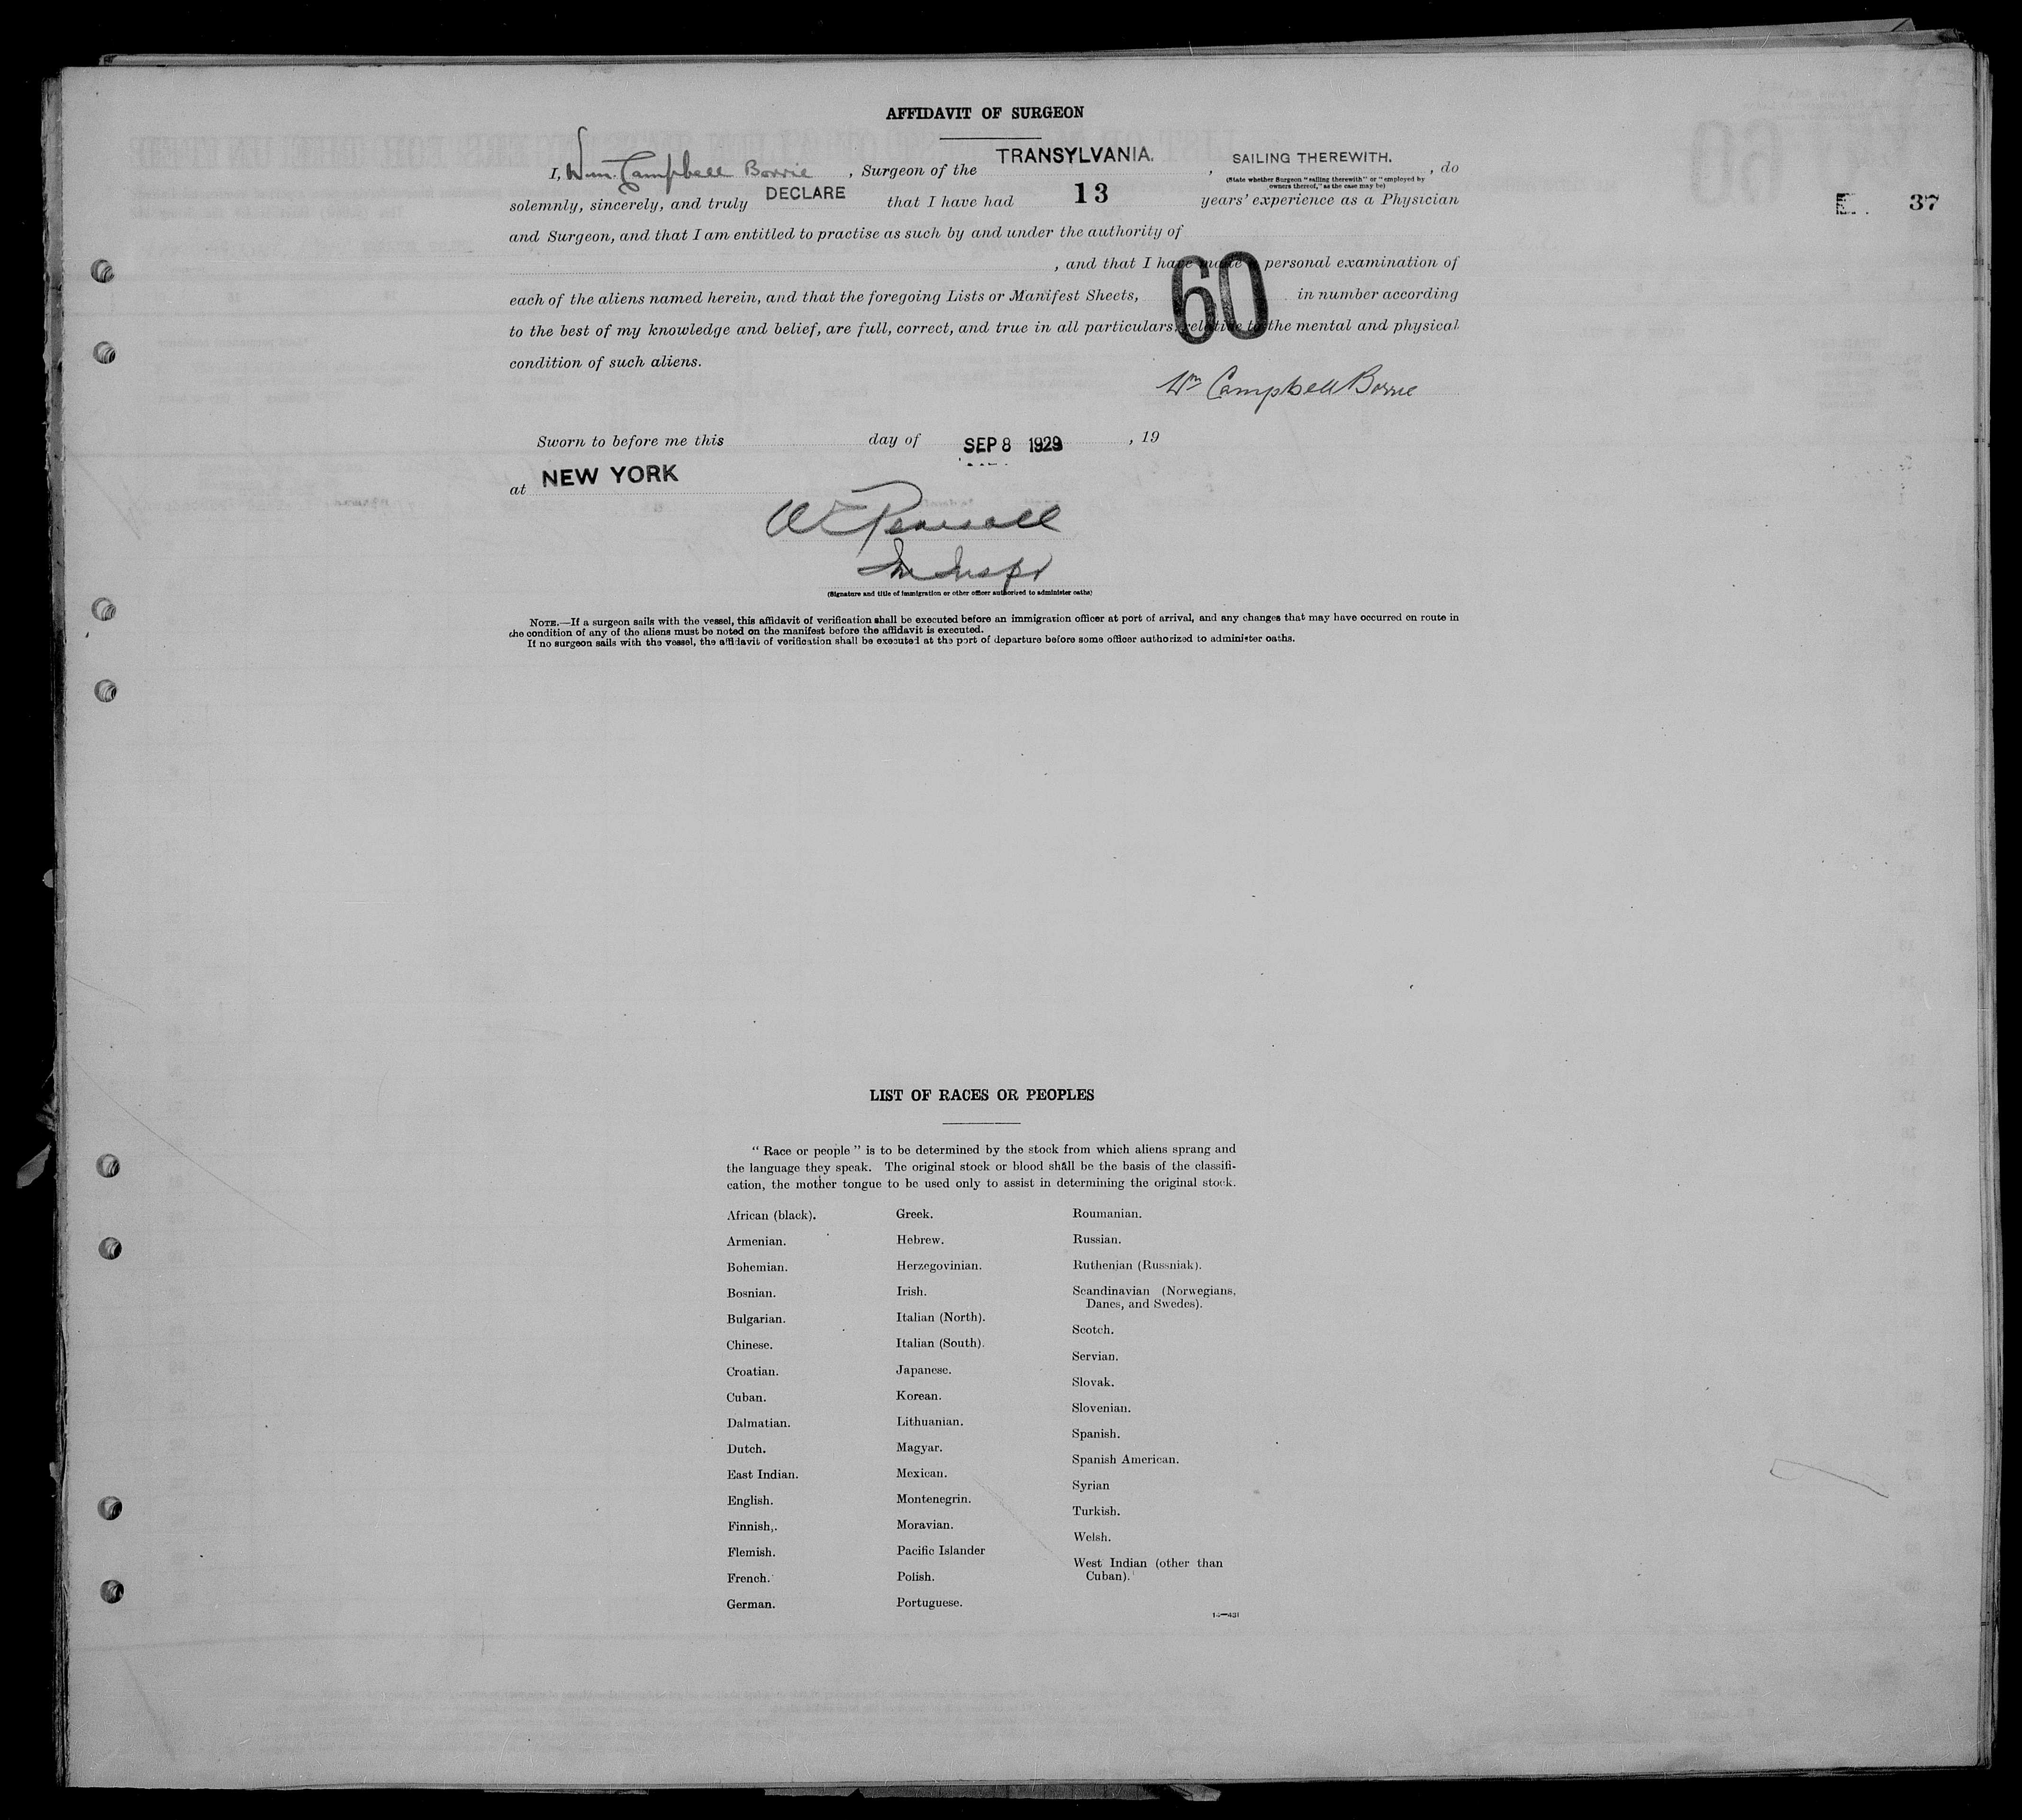 AFFIDAVIT OF SURGEON
I, Wm. Campbell Borrie, Surgeon of the TRANSYLVANIA., SAILING THEREWITH., do
(State whether Surgeon "sailing therewith" or "employed by
owners thereof," as the case may be)
solemnly, sincerely, and truly DECLARE that I have had 13 years' experience as a Physician
E. 37
and Surgeon, and that I am entitled to practise as such by and under the authority of
, and that I have made personal examination of
each of the aliens named herein, and that the foregoing Lists or Manifest Sheets, 60 in number according
to the best of my knowledge and belief, are full, correct, and true in all particulars, relative to the mental and physical
condition of such aliens.
Wm Campbell Borrie
Sworn to before me this day of SEP 8 1929, 19
at NEW YORK
(Signature and title of immigration or other officer authorized to administer oaths)
NOTE.—If a surgeon sails with the vessel, this affidavit of verification shall be executed before an immigration officer at port of arrival, and any changes that may have occurred en route in
the condition of any of the aliens must be noted on the manifest before the affidavit is executed.
If no surgeon sails with the vessel, the affidavit of verification shall be executed at the port of departure before some officer authorized to administer oaths.
LIST OF RACES OR PEOPLES
"Race or people" is to be determined by the stock from which aliens sprang and
the language they speak. The original stock or blood shall be the basis of the classifi-
cation, the mother tongue to be used only to assist in determining the original stock.
African (black).
Armenian.
Bohemian.
Bosnian.
Bulgarian.
Chinese.
Croatian.
Cuban.
Dalmatian.
Dutch.
East Indian.
English.
Finnish,.
Flemish.
French.
German.
Greek.
Hebrew.
Herzegovinian.
Irish.
Italian (North).
Italian (South).
Japanese.
Korean.
Lithuanian.
Magyar.
Mexican.
Montenegrin.
Moravian.
Pacific Islander
Polish.
Portuguese.
Roumanian.
Russian.
Ruthenian (Russniak).
Scandinavian (Norwegians,
Danes, and Swedes).
Scotch.
Servian.
Slovak.
Slovenian.
Spanish.
Spanish American.
Syrian
Turkish.
Welsh.
West Indian (other than
Cuban).